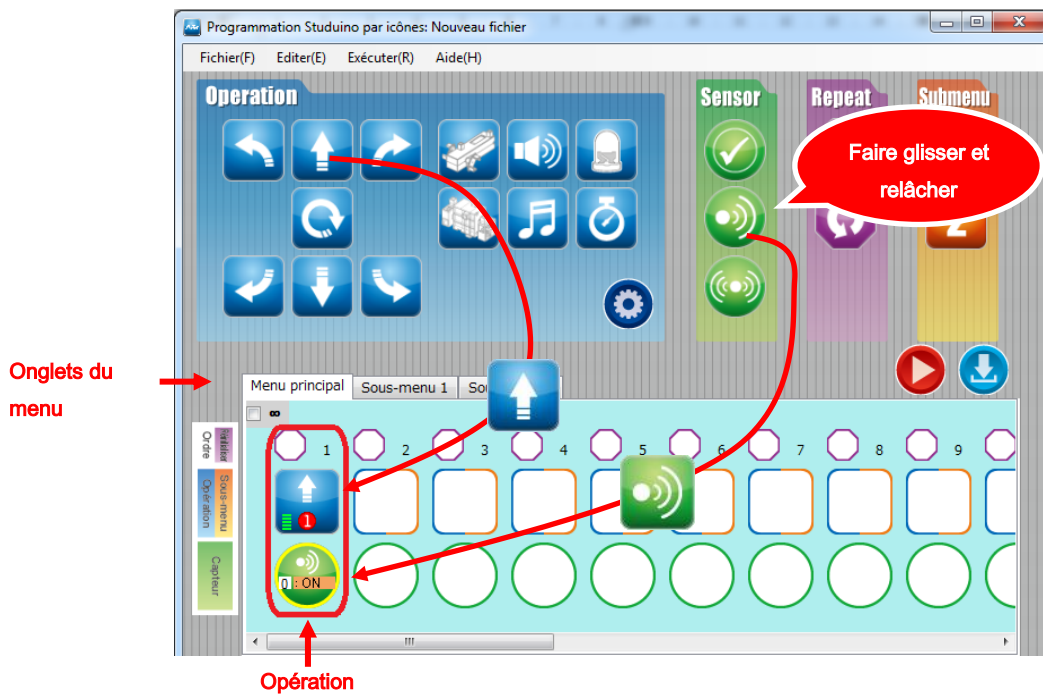 Programmation Studuino par icônes: Nouveau fichier
Fichier(F) Editer(E) Exécuter(R) Aide(H)
Operation
Sensor
Repeat
Submenu
Faire glisser et
relâcher
2
Onglets du
menu
Menu principal
Sous-menu 1
Sou
∞
1 2 3 4 5 6 7 8 9
Ordre
Sous-menu
Opération
Capteur
1
0 : ON
Opération